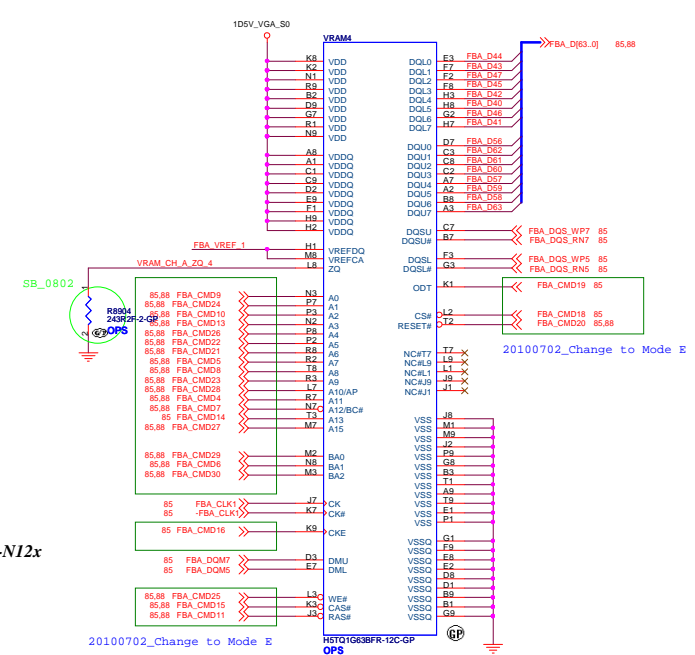 1D5V_VGA_S0
VRAM4
K8 VDD E3 DQL0 FBA_D44 FBA_D[63..0] 85,88
K2 VDD F7 DQL1 FBA_D43
N1 VDD F2 DQL2 FBA_D47
R9 VDD F8 DQL3 FBA_D45
B2 VDD H3 DQL4 FBA_D42
D9 VDD H8 DQL5 FBA_D40
G7 VDD G2 DQL6 FBA_D46
R1 VDD H7 DQL7 FBA_D41
N9 VDD
D7 DQU0 FBA_D56
A8 VDDQ C3 DQU1 FBA_D62
A1 VDDQ C8 DQU2 FBA_D61
C1 VDDQ C2 DQU3 FBA_D60
C9 VDDQ A7 DQU4 FBA_D57
D2 VDDQ A2 DQU5 FBA_D59
E9 VDDQ B8 DQU6 FBA_D58
F1 VDDQ A3 DQU7 FBA_D63
H9 VDDQ
H2 VDDQ C7 DQSU FBA_DQS_WP7 85
B7 DQSU# FBA_DQS_RN7 85
FBA_VREF_1 H1 VREFDQ
M8 VREFCA F3 DQSL FBA_DQS_WP5 85
VRAM_CH_A_ZQ_4 L8 ZQ G3 DQSL# FBA_DQS_RN5 85
SB_0802
K1 ODT FBA_CMD19 85
1
R8904
243R2F-2-GP
OPS
GP
2
85,88 FBA_CMD9 N3 A0
85,88 FBA_CMD24 P7 A1
85,88 FBA_CMD10 P3 A2 L2 CS# FBA_CMD18 85
85,88 FBA_CMD13 N2 A3 T2 RESET# FBA_CMD20 85,88
85,88 FBA_CMD26 P8 A4
85,88 FBA_CMD22 P2 A5
20100702_Change to Mode E
85,88 FBA_CMD21 R8 A6 T7 NC#T7
85,88 FBA_CMD5 R2 A7 L9 NC#L9
85,88 FBA_CMD8 T8 A8 L1 NC#L1
85,88 FBA_CMD23 R3 A9 J9 NC#J9
85,88 FBA_CMD28 L7 A10/AP J1 NC#J1
85,88 FBA_CMD4 R7 A11
85,88 FBA_CMD7 N7 A12/BC#
85 FBA_CMD14 T3 A13 J8 VSS
85,88 FBA_CMD27 M7 A15 M1 VSS
M9 VSS
J2 VSS
85,88 FBA_CMD29 M2 BA0 P9 VSS
85,88 FBA_CMD6 N8 BA1 G8 VSS
85,88 FBA_CMD30 M3 BA2 B3 VSS
T1 VSS
A9 VSS
85 FBA_CLK1 J7 CK T9 VSS
85 -FBA_CLK1 K7 CK# E1 VSS
P1 VSS
85 FBA_CMD16 K9 CKE
G1 VSSQ
F9 VSSQ
-N12x
85 FBA_DQM7 D3 DMU E8 VSSQ
85 FBA_DQM5 E7 DML E2 VSSQ
D8 VSSQ
D1 VSSQ
85,88 FBA_CMD25 L3 WE# B9 VSSQ
85,88 FBA_CMD15 K3 CAS# B1 VSSQ
85,88 FBA_CMD11 J3 RAS# G9 VSSQ
GP
20100702_Change to Mode E
H5TQ1G63BFR-12C-GP
OPS